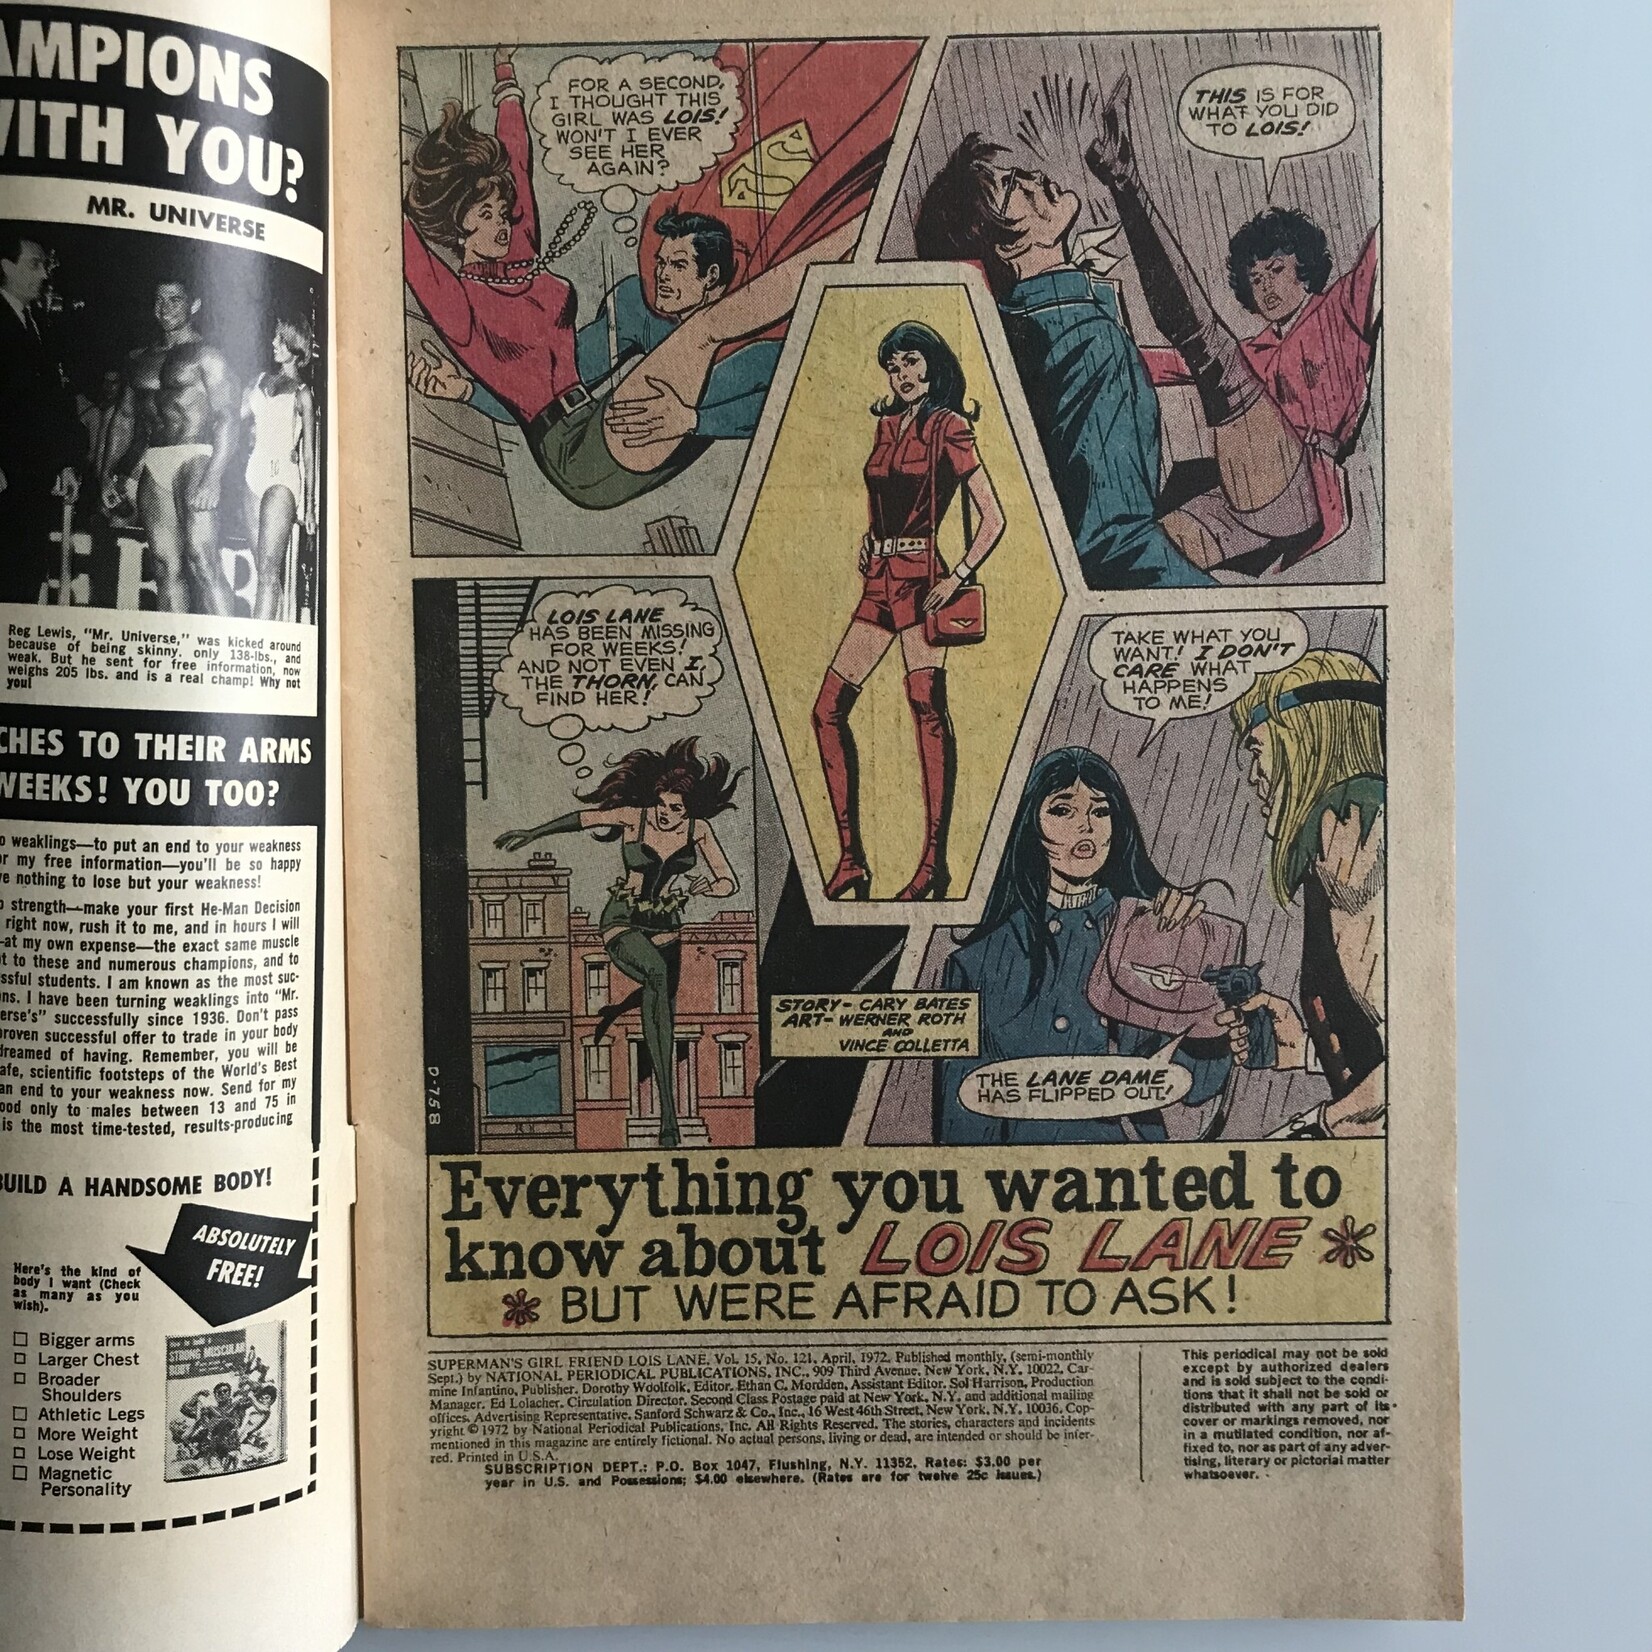 AMPIONS
WITH YOU?
MR. UNIVERSE
Reg Lewis, "Mr. Universe," was kicked around
because of being skinny. only 138-lbs., and
weak. But he sent for free information, now
weighs 205 lbs. and is a real champ! Why not
you!
CHES TO THEIR ARMS
WEEKS! YOU TOO?
o weaklings—to put an end to your weakness
or my free information—you'll be so happy
ve nothing to lose but your weakness!
o strength—make your first He-Man Decision
right now, rush it to me, and in hours I will
—at my own expense—the exact same muscle
t to these and numerous champions, and to
ssful students. I am known as the most suc-
ns. I have been turning weaklings into "Mr.
erse's" successfully since 1936. Don't pass
proven successful offer to trade in your body
dreamed of having. Remember, you will be
afe, scientific footsteps of the World's Best
an end to your weakness now. Send for my
ood only to males between 13 and 75 in
is the most time-tested, results-producing
BUILD A HANDSOME BODY!
ABSOLUTELY
FREE!
Here's the kind of
body I want (Check
as many as you
wish).
Bigger arms
Larger Chest
Broader
Shoulders
Athletic Legs
More Weight
Lose Weight
Magnetic
Personality
STRONG MUSCULAR
BODY
FOR A SECOND,
I THOUGHT THIS
GIRL WAS LOIS!
WON'T I EVER
SEE HER
AGAIN?
S
THIS IS FOR
WHAT YOU DID
TO LOIS!
LOIS LANE
HAS BEEN MISSING
FOR WEEKS!
AND NOT EVEN I,
THE THORN, CAN
FIND HER!
TAKE WHAT YOU
WANT! I DON'T
CARE WHAT
HAPPENS
TO ME!
STORY- CARY BATES
ART- WERNER ROTH
AND
VINCE COLLETTA
THE LANE DAME
HAS FLIPPED OUT!
D-758
Everything you wanted to
know about LOIS LANE *
* BUT WERE AFRAID TO ASK!
SUPERMAN'S GIRL FRIEND LOIS LANE, Vol. 15, No. 121, April, 1972. Published monthly, (semi-monthly
Sept.) by NATIONAL PERIODICAL PUBLICATIONS, INC., 909 Third Avenue, New York, N.Y. 10022. Car-
mine Infantino, Publisher. Dorothy Woolfolk, Editor. Ethan C. Mordden, Assistant Editor. Sol Harrison, Production
Manager. Ed Lolacher, Circulation Director. Second Class Postage paid at New York, N.Y. and additional mailing
offices. Advertising Representative, Sanford Schwarz & Co., Inc., 16 West 46th Street, New York, N.Y. 10036. Cop-
yright © 1972 by National Periodical Publications, Inc. All Rights Reserved. The stories, characters and incidents
mentioned in this magazine are entirely fictional. No actual persons, living or dead, are intended or should be infer-
red. Printed in U.S.A.
SUBSCRIPTION DEPT.: P.O. Box 1047, Flushing, N.Y. 11352. Rates: $3.00 per
year in U.S. and Possessions; $4.00 elsewhere. (Rates are for twelve 25c issues.)
This periodical may not be sold
except by authorized dealers
and is sold subject to the condi-
tions that it shall not be sold or
distributed with any part of its
cover or markings removed, nor
in a mutilated condition, nor af-
fixed to, nor as part of any adver-
tising, literary or pictorial matter
whatsoever.